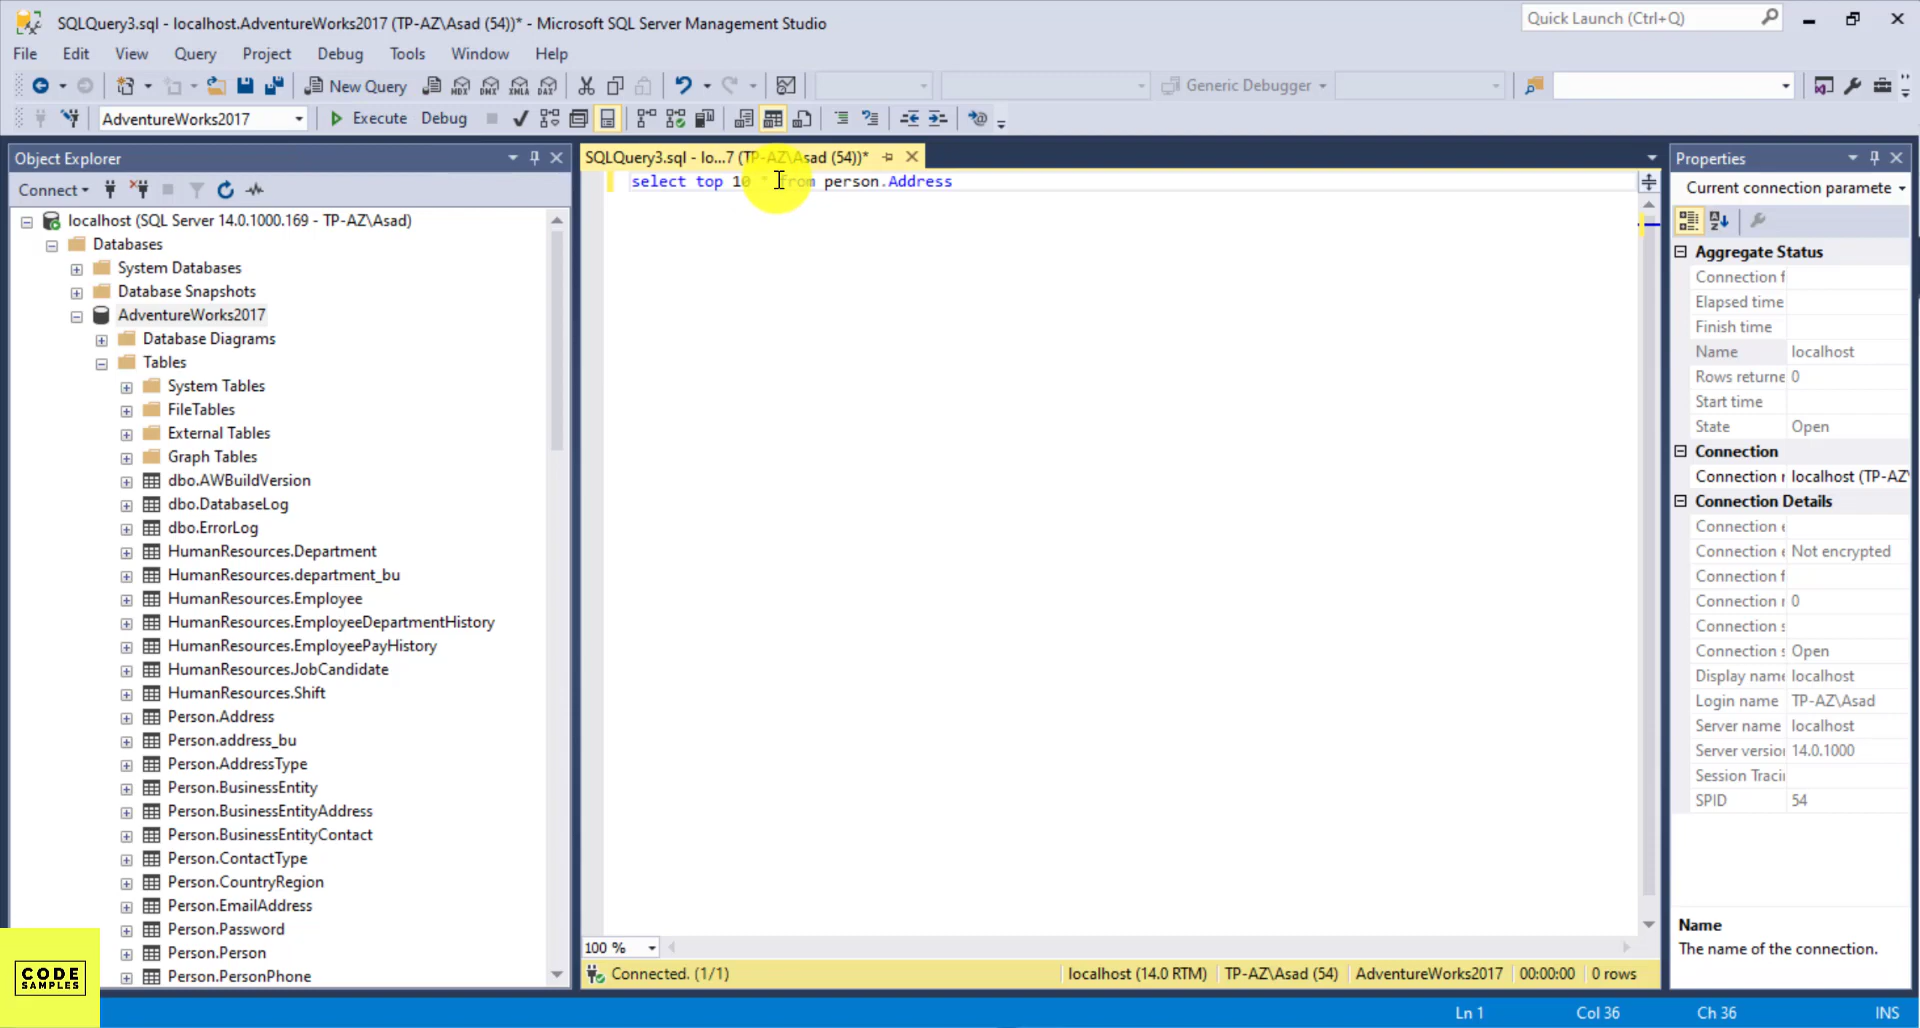 SQLQuery3.sql - localhost.AdventureWorks2017 (TP-AZ\Asad (54))* - Microsoft SQL Server Management Studio
Quick Launch (Ctrl+Q)
File Edit View Query Project Debug Tools Window Help
New Query MDX DMX XMLA DAX Generic Debugger
AdventureWorks2017 Execute Debug
Object Explorer
Connect
localhost (SQL Server 14.0.1000.169 - TP-AZ\Asad)
Databases
System Databases
Database Snapshots
AdventureWorks2017
Database Diagrams
Tables
System Tables
FileTables
External Tables
Graph Tables
dbo.AWBuildVersion
dbo.DatabaseLog
dbo.ErrorLog
HumanResources.Department
HumanResources.department_bu
HumanResources.Employee
HumanResources.EmployeeDepartmentHistory
HumanResources.EmployeePayHistory
HumanResources.JobCandidate
HumanResources.Shift
Person.Address
Person.address_bu
Person.AddressType
Person.BusinessEntity
Person.BusinessEntityAddress
Person.BusinessEntityContact
Person.ContactType
Person.CountryRegion
Person.EmailAddress
Person.Password
Person.Person
Person.PersonPhone
CODE
SAMPLES
SQLQuery3.sql - lo...7 (TP-AZ\Asad (54))*
select top 10 * from person.Address
100 %
Connected. (1/1) localhost (14.0 RTM) TP-AZ\Asad (54) AdventureWorks2017 00:00:00 0 rows
Properties
Current connection paramete
Aggregate Status
Connection f
Elapsed time
Finish time
Name localhost
Rows returne 0
Start time
State Open
Connection
Connection r localhost (TP-AZ\
Connection Details
Connection e
Connection e Not encrypted
Connection f
Connection r 0
Connection s
Connection s Open
Display name localhost
Login name TP-AZ\Asad
Server name localhost
Server version 14.0.1000
Session Traci
SPID 54
Name
The name of the connection.
Ln 1 Col 36 Ch 36 INS